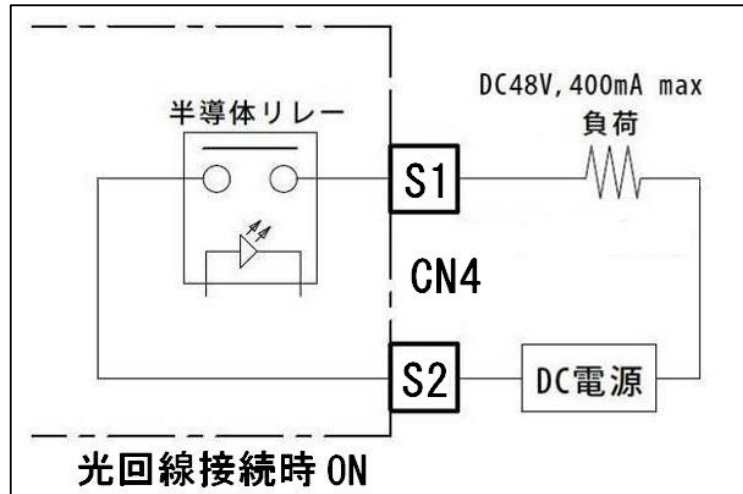 DC48V,400mA max
負荷
半導体リレー
S1
CN4
S2
DC電源
光回線接続時 ON